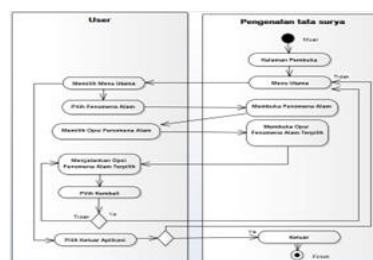 User
Pengenalan tata surya
Mulai
Halaman Pembuka
Memilih Menu Utama
Menu Utama
Tidak
Pilih Fenomena Alam
Membuka Fenomena Alam
Memilih Opsi Fenomena Alam
Membuka Opsi
Fenomena Alam Terpilih
Menjalankan Opsi
Fenomena Alam Terpilih
Pilih Kembali
Tidak
Ya
Pilih Keluar Aplikasi
Ya
Keluar
Finish